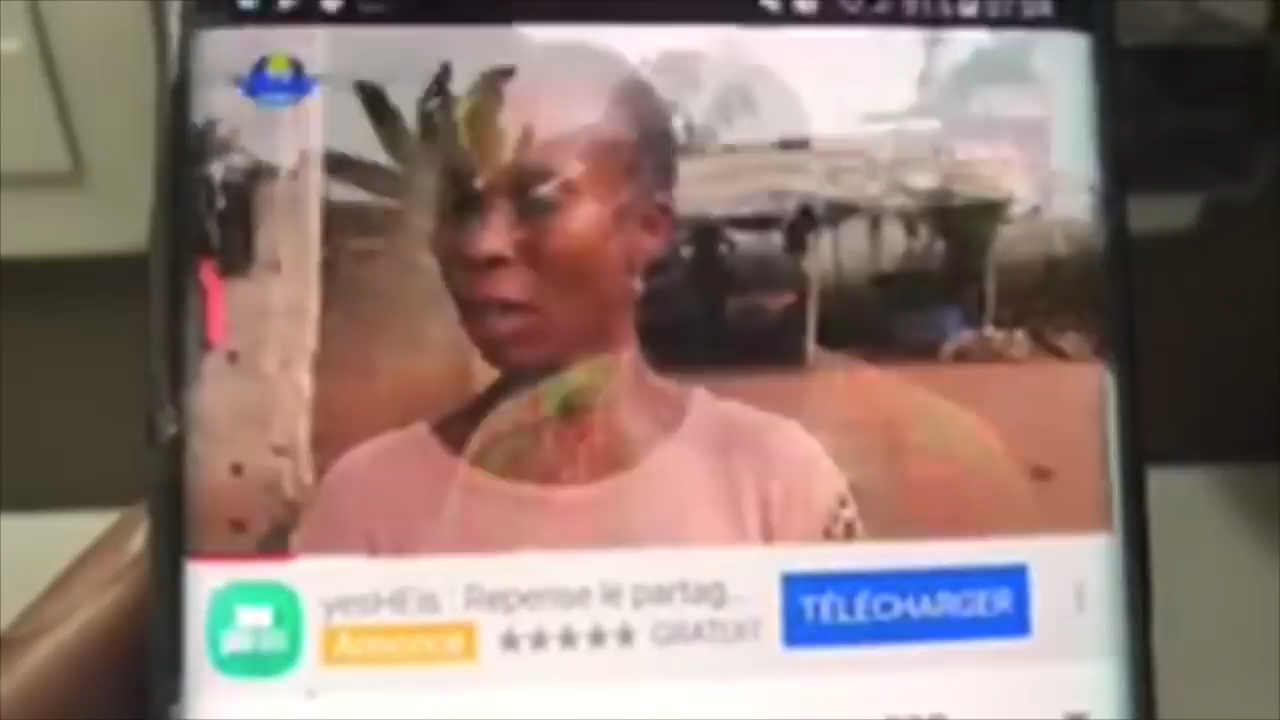 yesHEis : Repense le partag...
Annonce ★★★★★ GRATUIT
TÉLÉCHARGER